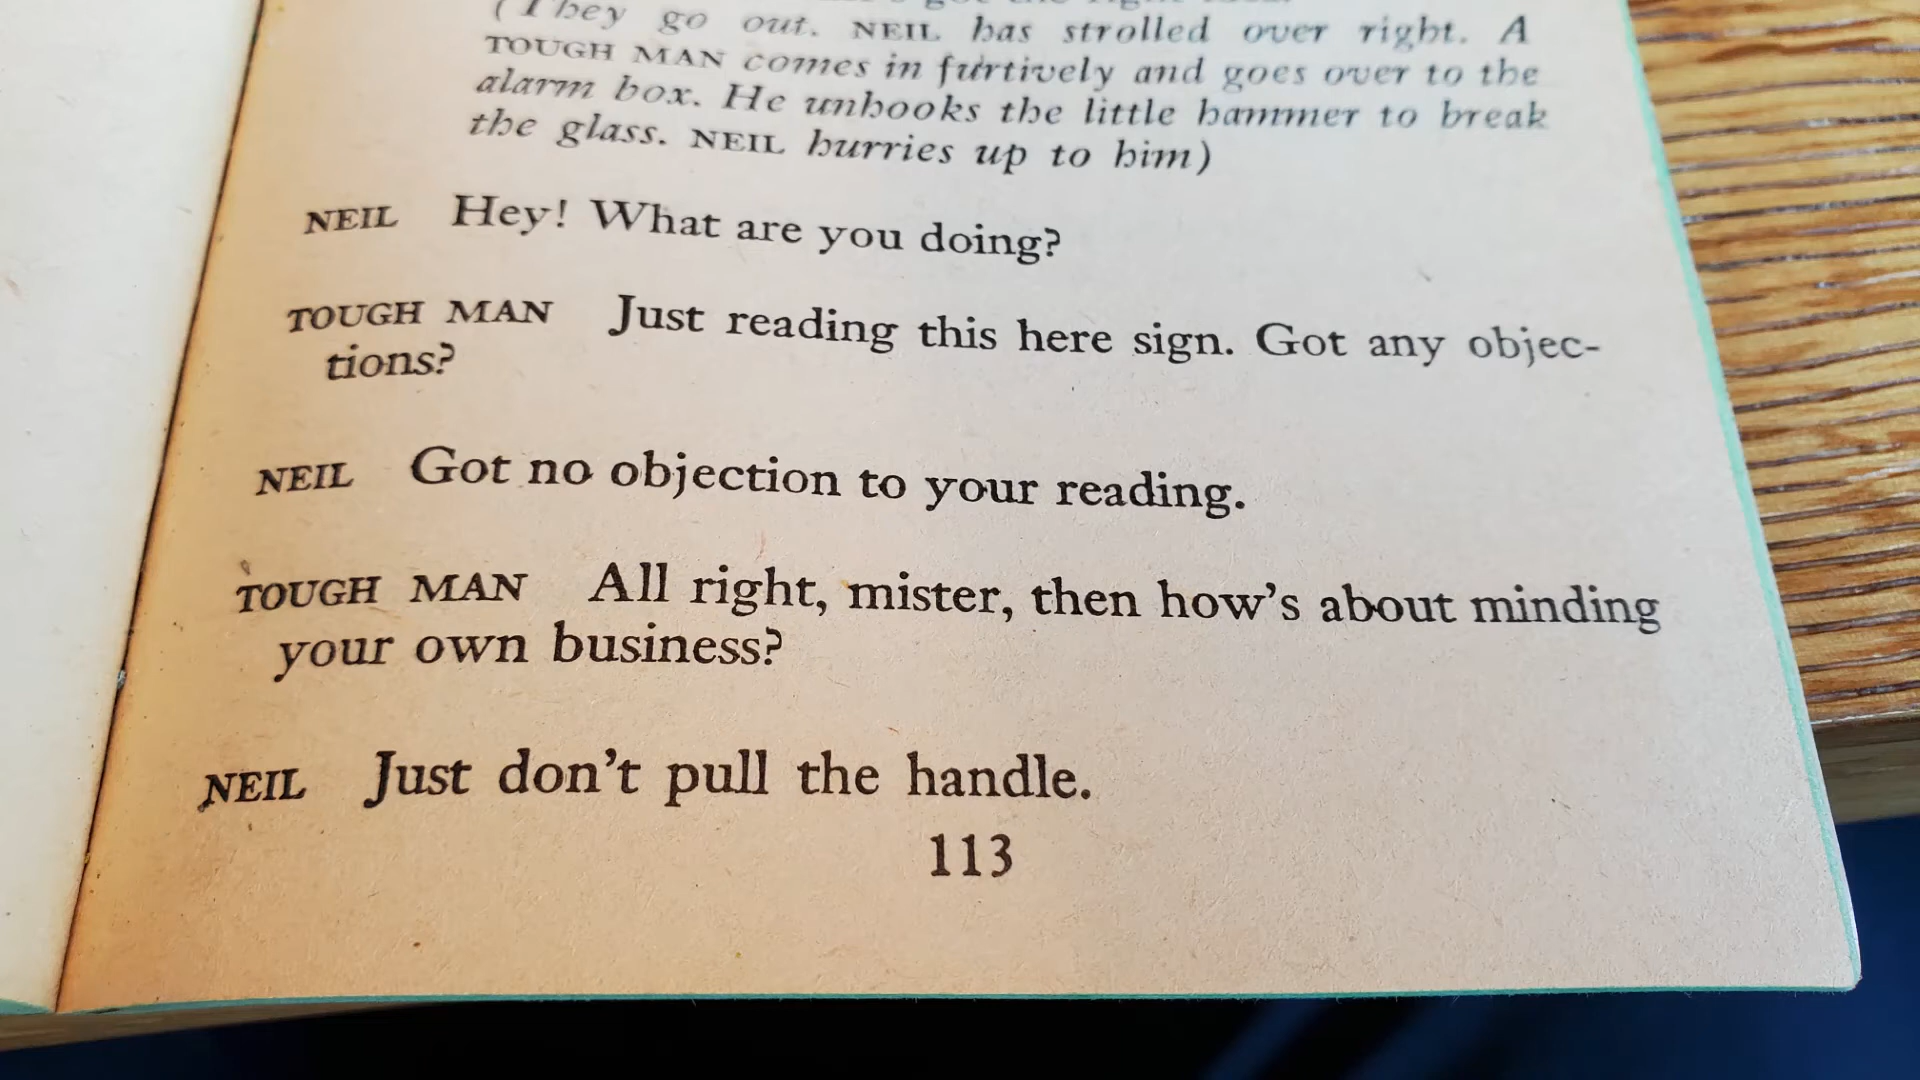 (They go out. NEIL has strolled over right. A
TOUGH MAN comes in furtively and goes over to the
alarm box. He unhooks the little hammer to break
the glass. NEIL hurries up to him)
NEIL Hey! What are you doing?
TOUGH MAN Just reading this here sign. Got any objec-
tions?
NEIL Got no objection to your reading.
TOUGH MAN All right, mister, then how's about minding
your own business?
NEIL Just don't pull the handle.
113